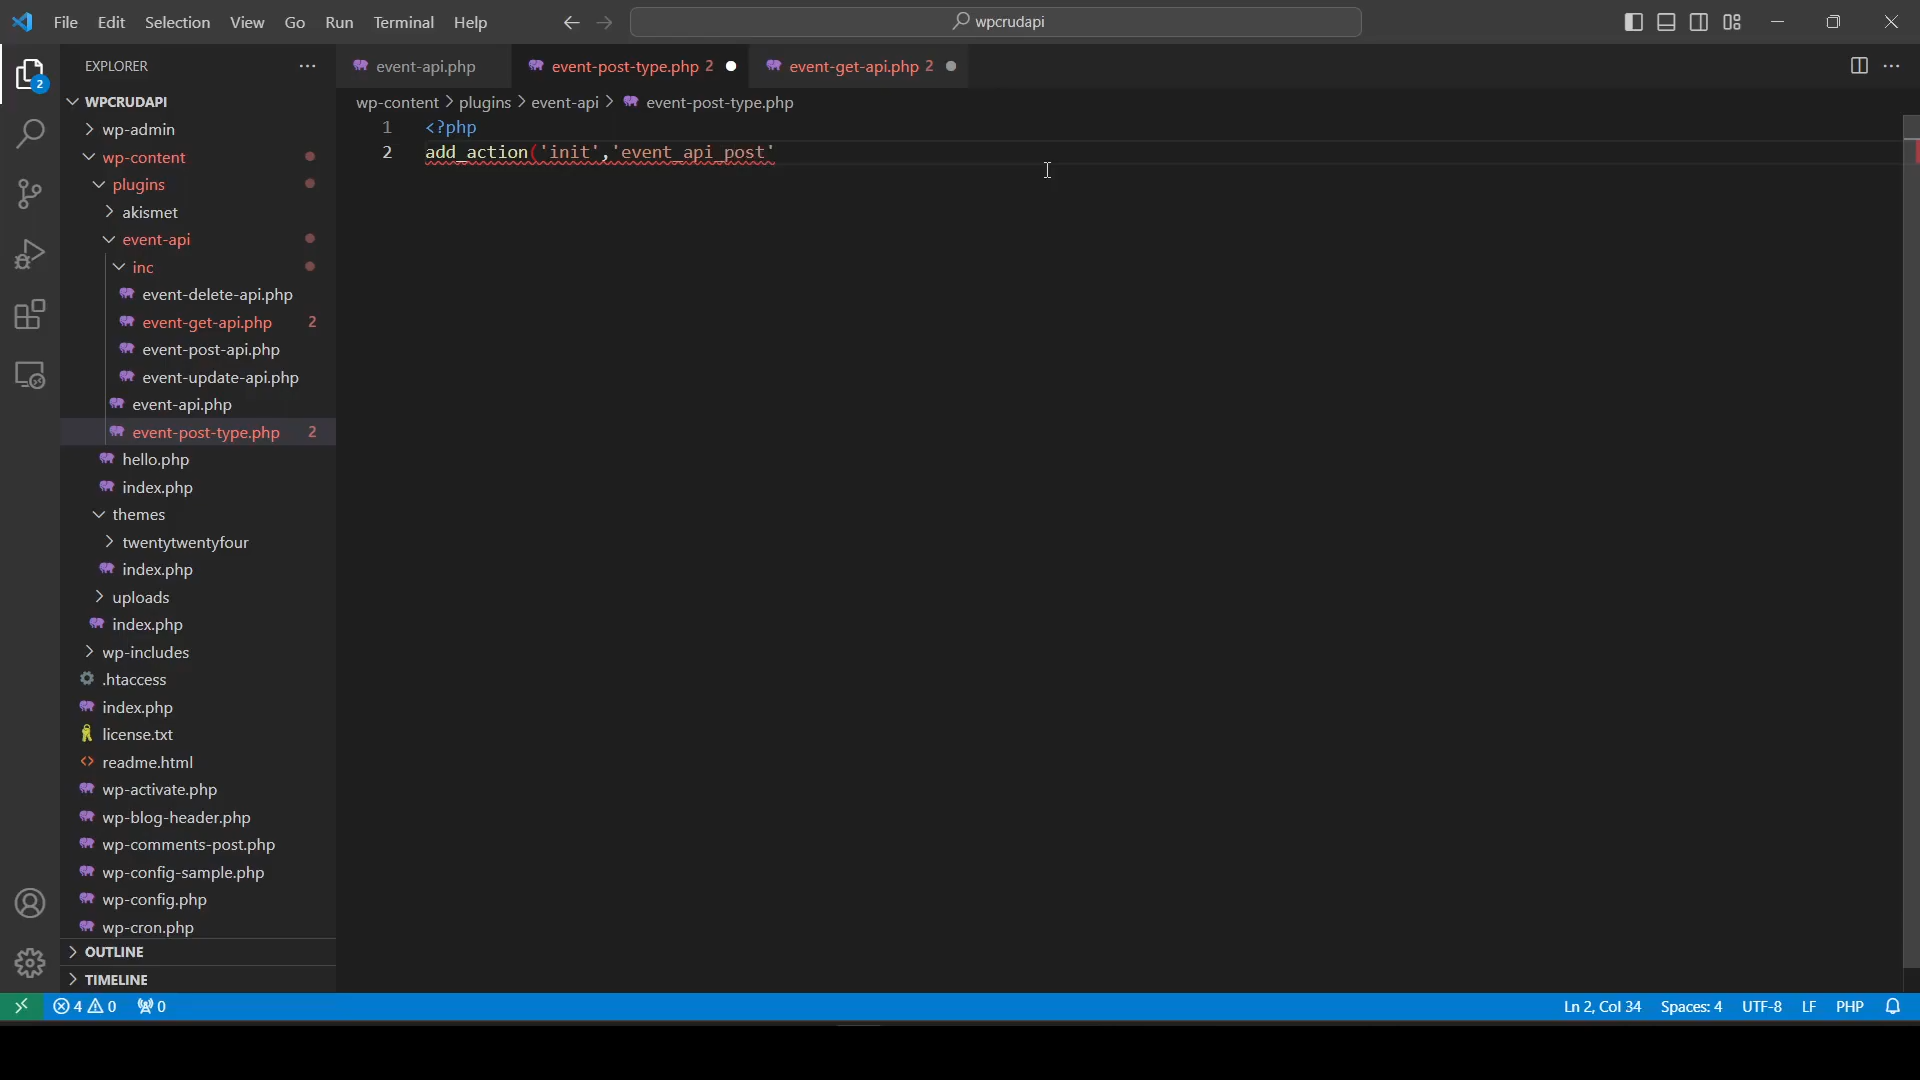 File Edit Selection View Go Run Terminal Help
wpcrudapi
EXPLORER
event-api.php
event-post-type.php 2
event-get-api.php 2
wp-content > plugins > event-api > event-post-type.php
WPCRUDAPI
wp-admin
wp-content
plugins
akismet
event-api
inc
event-delete-api.php
event-get-api.php 2
event-post-api.php
event-update-api.php
event-api.php
event-post-type.php 2
hello.php
index.php
themes
twentytwentyfour
index.php
uploads
index.php
wp-includes
.htaccess
index.php
license.txt
readme.html
wp-activate.php
wp-blog-header.php
wp-comments-post.php
wp-config-sample.php
wp-config.php
wp-cron.php
OUTLINE
TIMELINE
2
1 <?php
2 add_action('init','event_api_post'
4 0 0
Ln 2, Col 34 Spaces: 4 UTF-8 LF PHP